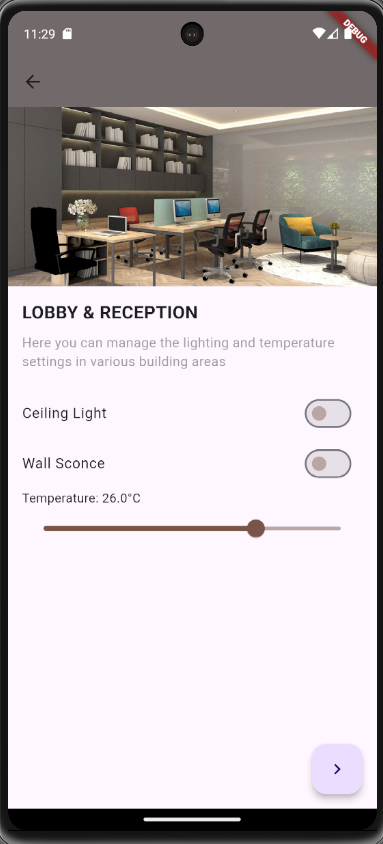 11:29
DEBUG
LOBBY & RECEPTION
Here you can manage the lighting and temperature
settings in various building areas
Ceiling Light
Wall Sconce
Temperature: 26.0°C